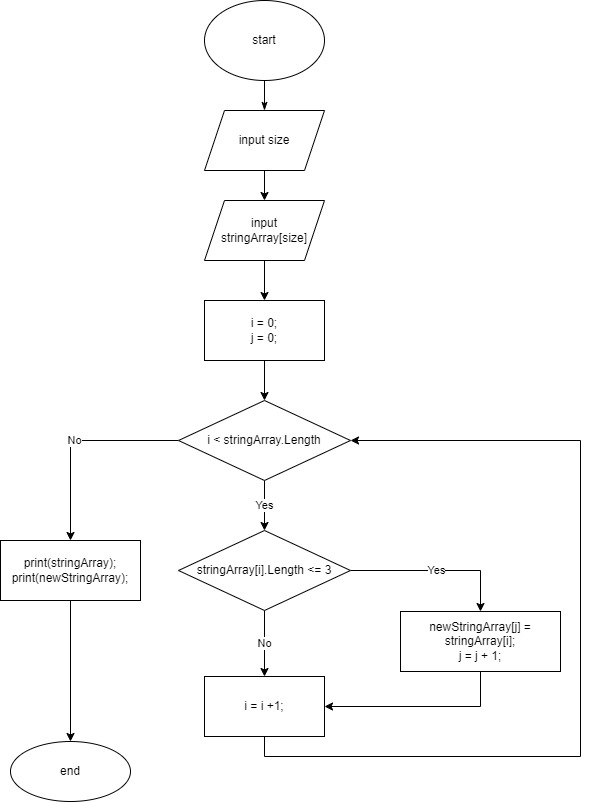 start
input size
input
stringArray[size]
i = 0;
j = 0;
i < stringArray.Length
No
Yes
print(stringArray);
print(newStringArray);
stringArray[i].Length <= 3
Yes
newStringArray[j] =
stringArray[i];
j = j + 1;
No
i = i +1;
end